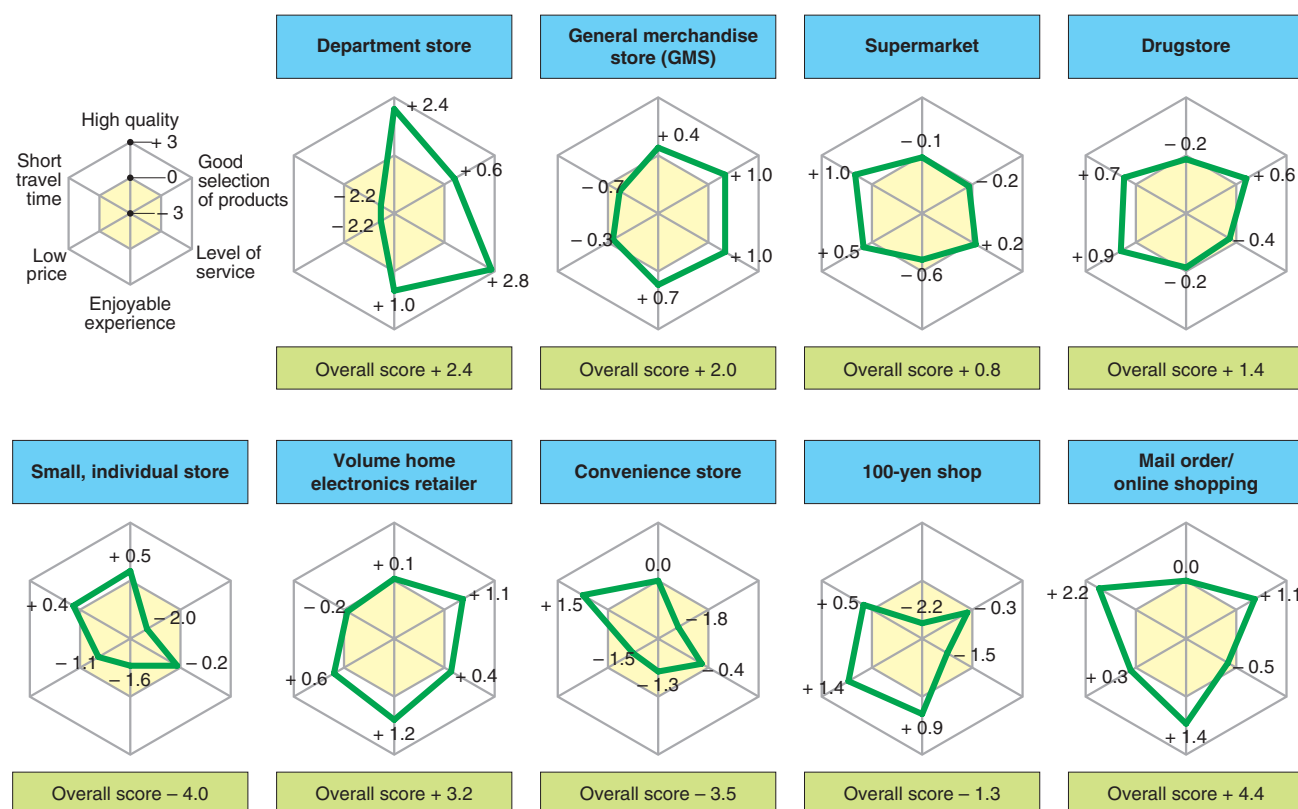 Department store
General merchandise
store (GMS)
Supermarket
Drugstore
High quality
+ 3
0
– 3
Short
travel
time
Good
selection
of products
Low
price
Level of
service
Enjoyable
experience
+ 2.4
+ 0.6
+ 2.8
+ 1.0
– 2.2
– 2.2
+ 0.4
+ 1.0
+ 1.0
+ 0.7
– 0.3
– 0.7
– 0.1
– 0.2
+ 0.2
– 0.6
+ 0.5
+ 1.0
– 0.2
+ 0.6
– 0.4
– 0.2
+ 0.9
+ 0.7
Overall score + 2.4
Overall score + 2.0
Overall score + 0.8
Overall score + 1.4
Small, individual store
Volume home
electronics retailer
Convenience store
100-yen shop
Mail order/
online shopping
+ 0.5
– 2.0
– 0.2
– 1.6
– 1.1
+ 0.4
+ 0.1
+ 1.1
+ 0.4
+ 1.2
+ 0.6
– 0.2
0.0
– 1.8
– 0.4
– 1.3
– 1.5
+ 1.5
– 2.2
– 0.3
– 1.5
+ 0.9
+ 1.4
+ 0.5
0.0
+ 1.1
– 0.5
+ 1.4
+ 0.3
+ 2.2
Overall score – 4.0
Overall score + 3.2
Overall score – 3.5
Overall score – 1.3
Overall score + 4.4